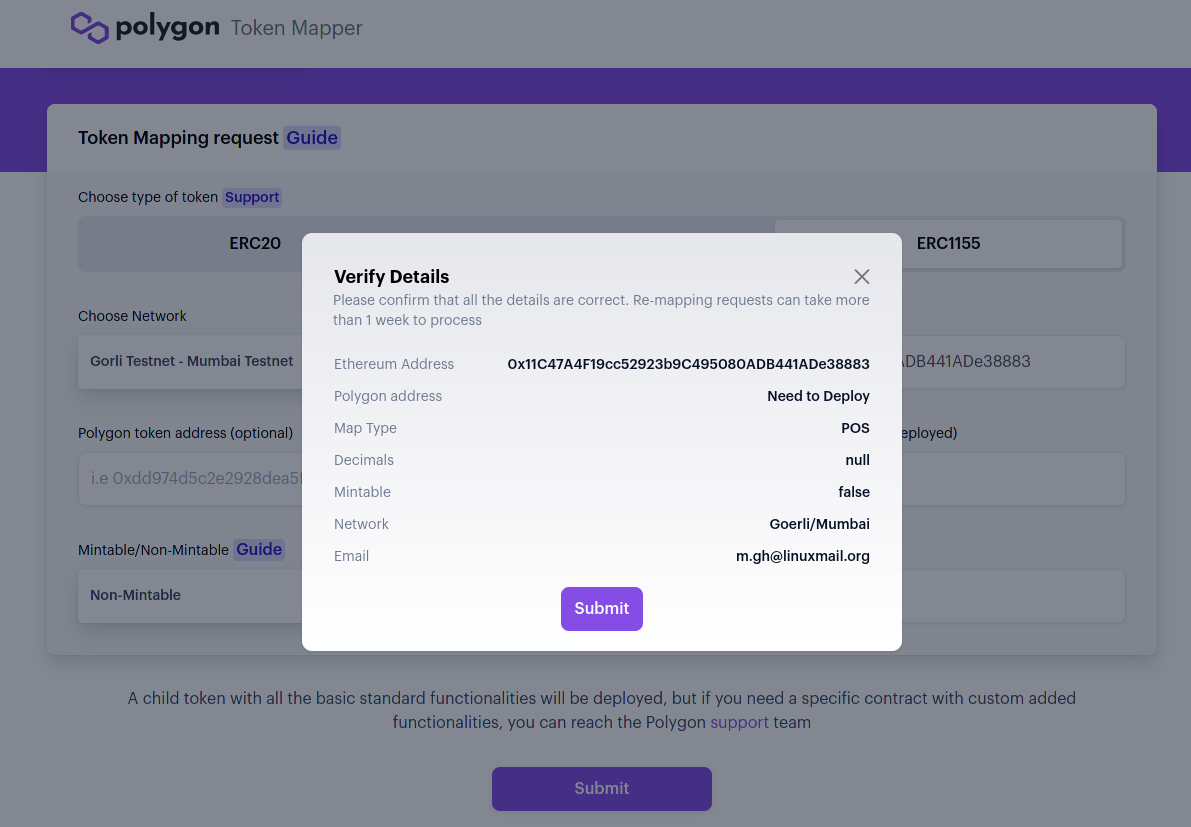 polygon Token Mapper
Token Mapping request Guide
Choose type of token Support
ERC20 ERC1155
Choose Network
Gorli Testnet - Mumbai Testnet
ADB441ADe38883
Polygon token address (optional)
eployed)
i.e 0xdd974d5c2e2928dea5f
Mintable/Non-Mintable Guide
Non-Mintable
Verify Details
Please confirm that all the details are correct. Re-mapping requests can take more
than 1 week to process
Ethereum Address 0x11C47A4F19cc52923b9C495080ADB441ADe38883
Polygon address Need to Deploy
Map Type POS
Decimals null
Mintable false
Network Goerli/Mumbai
Email m.gh@linuxmail.org
Submit
A child token with all the basic standard functionalities will be deployed, but if you need a specific contract with custom added
functionalities, you can reach the Polygon support team
Submit